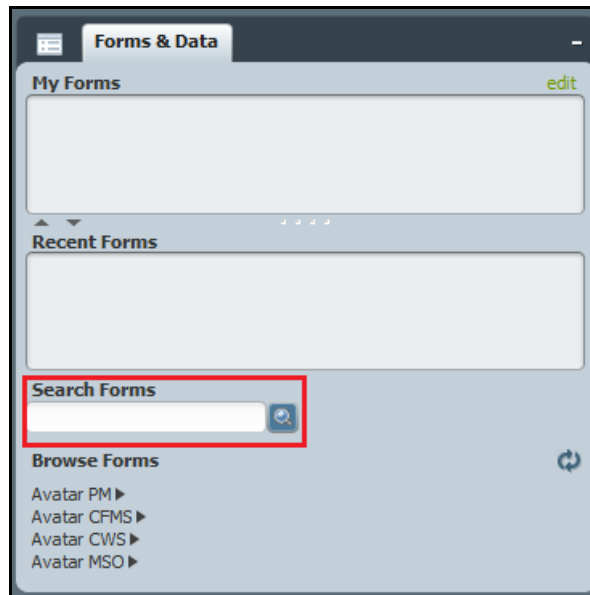 Forms & Data
My Forms edit
Recent Forms
Search Forms
Browse Forms
Avatar PM
Avatar CFMS
Avatar CWS
Avatar MSO